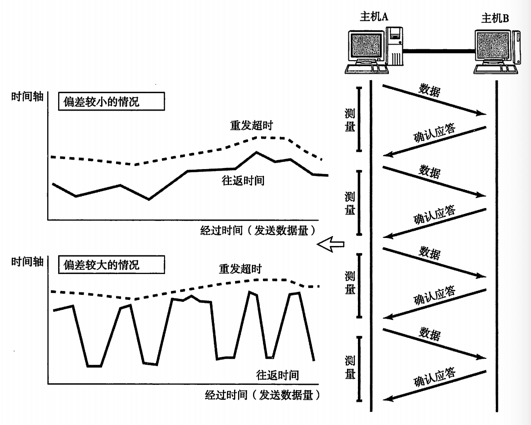 主机A
主机B
时间轴
偏差较小的情况
重发超时
往返时间
经过时间（发送数据量）
时间轴
偏差较大的情况
重发超时
往返时间
经过时间（发送数据量）
测量
数据
确认应答
测量
数据
确认应答
测量
数据
确认应答
测量
数据
确认应答